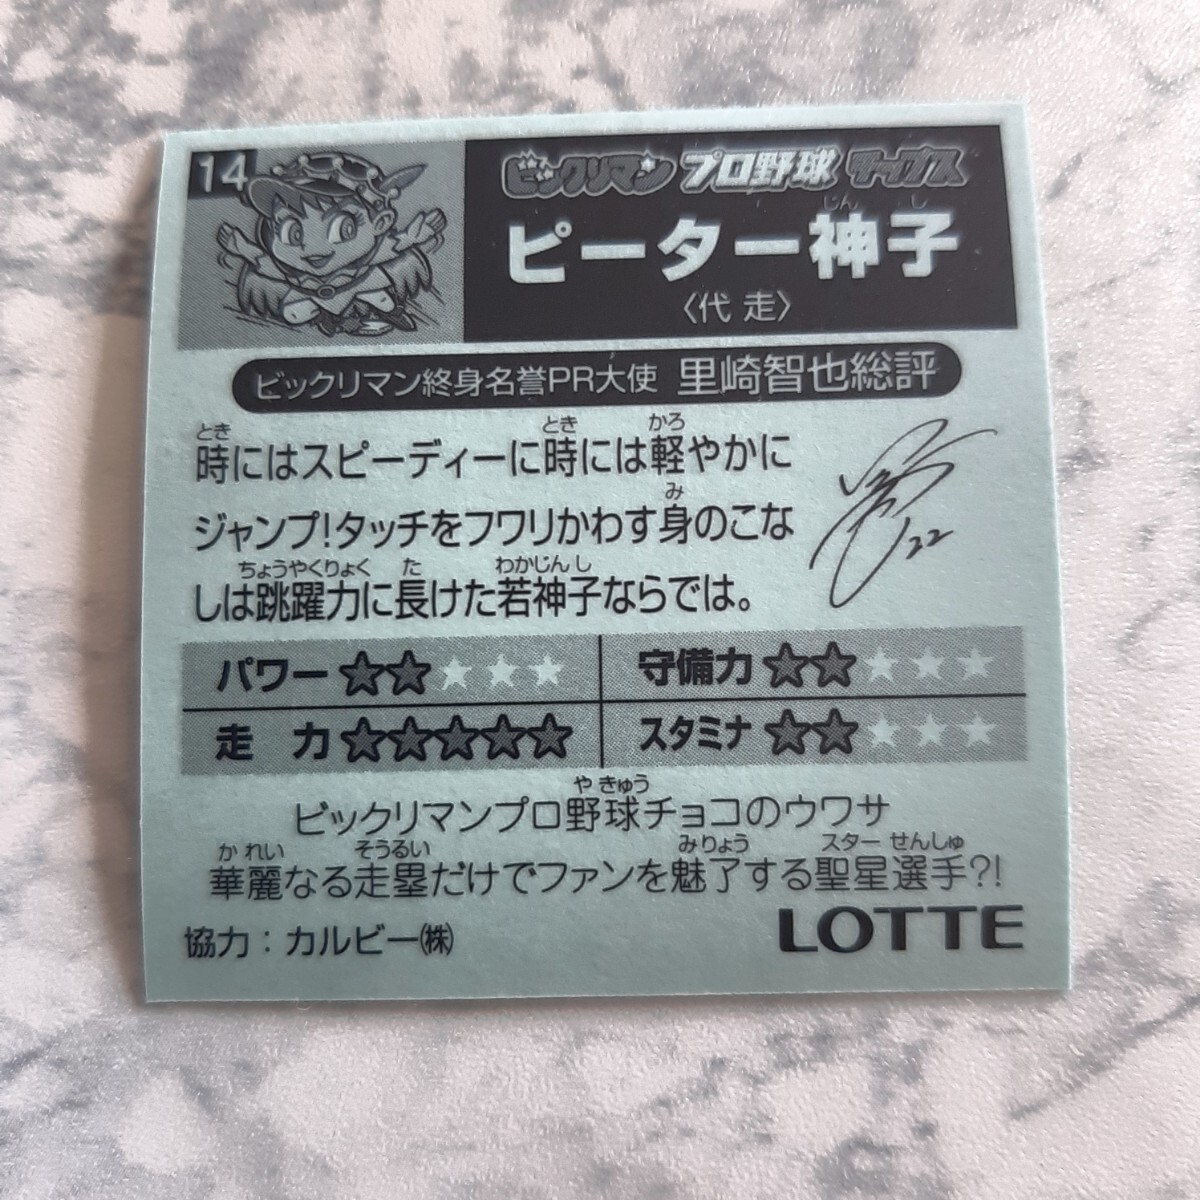 14
ビックリマン プロ野球 チップス
じん し
ピーター神子
〈代走〉
ビックリマン終身名誉PR大使 里崎智也総評
とき とき かろ
時にはスピーディーに時には軽やかに
み
ジャンプ!タッチをフワリかわす身のこな
ちょうやくりょく た わかじんし
しは跳躍力に長けた若神子ならでは。
22
パワー ★★★★★ 守備力 ★★★★★
走 力 ★★★★★ スタミナ ★★★★★
や きゅう
ビックリマンプロ野球チョコのウワサ
か れい そうるい みりょう スター せんしゅ
華麗なる走塁だけでファンを魅了する聖星選手?!
協力：カルビー㈱
LOTTE